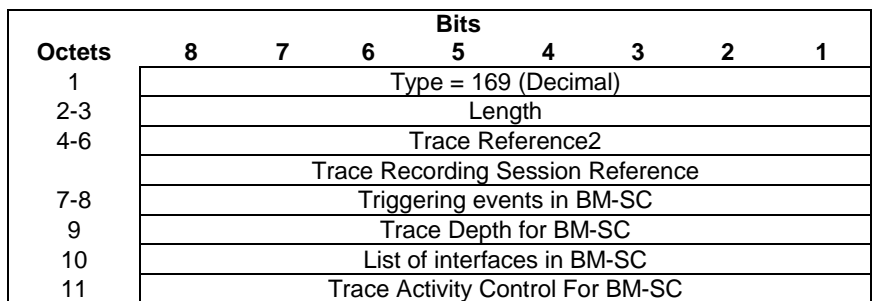 Bits
Octets 8 7 6 5 4 3 2 1
1 Type = 169 (Decimal)
2-3 Length
4-6 Trace Reference2
Trace Recording Session Reference
7-8 Triggering events in BM-SC
9 Trace Depth for BM-SC
10 List of interfaces in BM-SC
11 Trace Activity Control For BM-SC